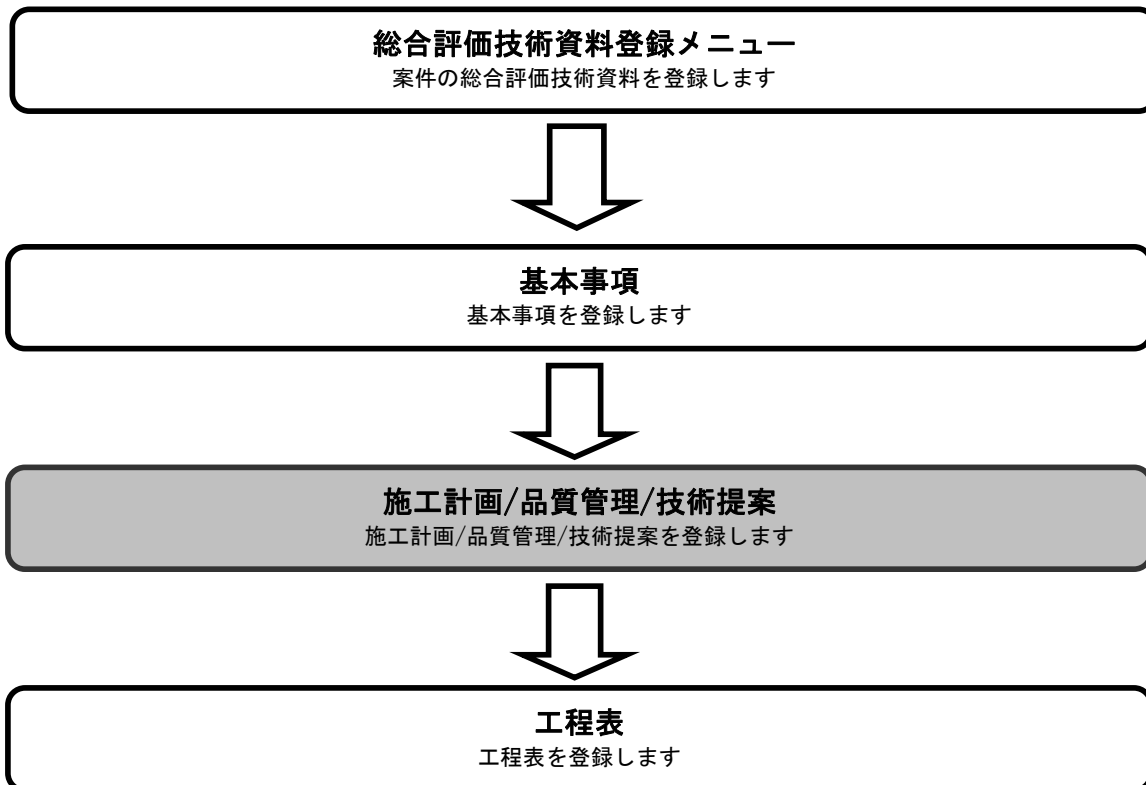 総合評価技術資料登録メニュー
案件の総合評価技術資料を登録します
基本事項
基本事項を登録します
施工計画/品質管理/技術提案
施工計画/品質管理/技術提案を登録します
工程表
工程表を登録します